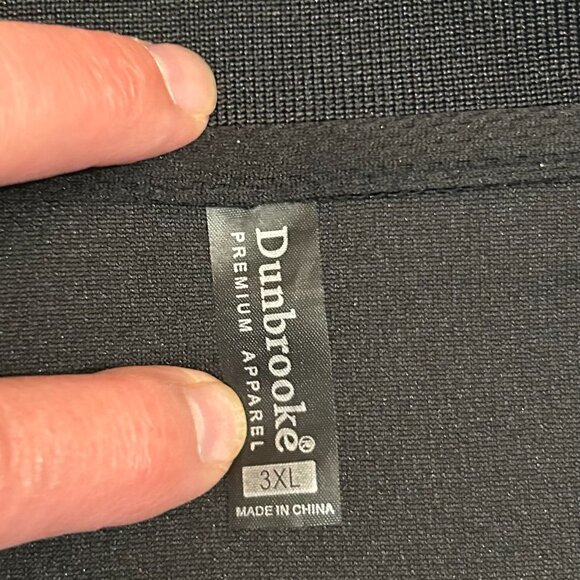 Dunbrooke®
PREMIUM APPAREL
3XL
MADE IN CHINA